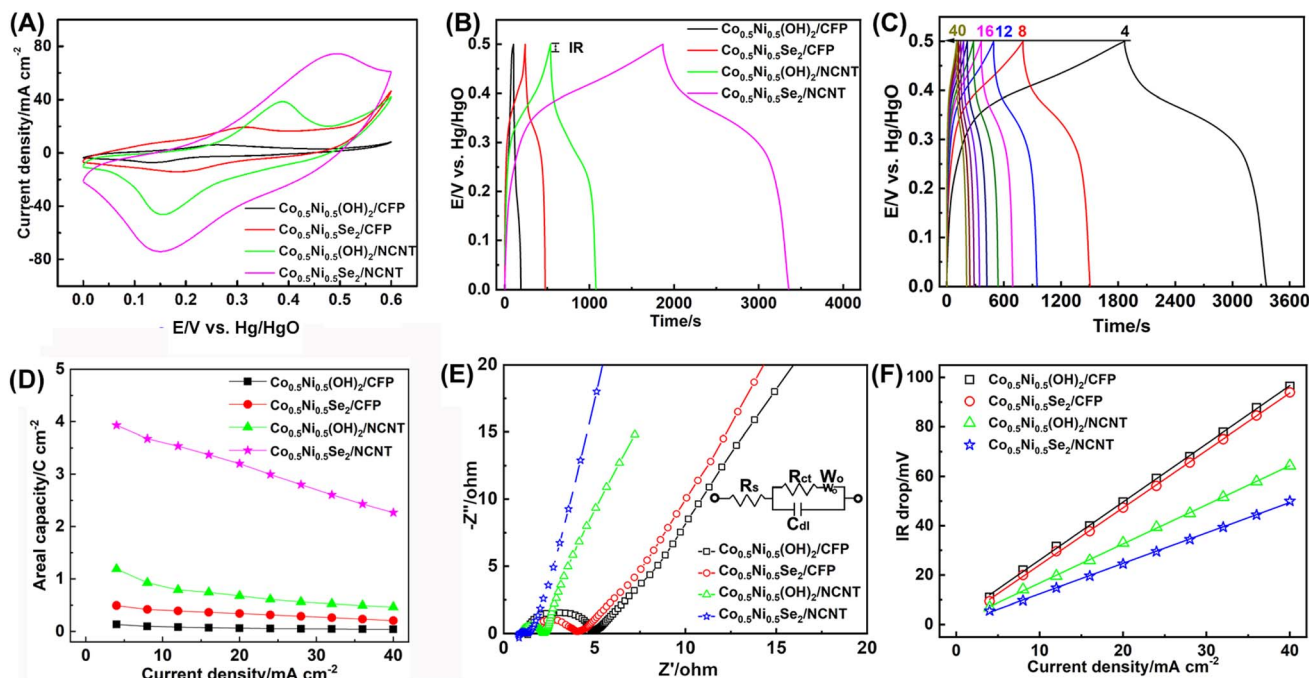 (A)
Current density/mA cm⁻²
80
40
0
-40
-80
Co₀.₅Ni₀.₅(OH)₂/CFP
Co₀.₅Ni₀.₅Se₂/CFP
Co₀.₅Ni₀.₅(OH)₂/NCNT
Co₀.₅Ni₀.₅Se₂/NCNT
0.0 0.1 0.2 0.3 0.4 0.5 0.6
E/V vs. Hg/HgO
(B)
E/V vs. Hg/HgO
0.5
0.4
0.3
0.2
0.1
0.0
IR
Co₀.₅Ni₀.₅(OH)₂/CFP
Co₀.₅Ni₀.₅Se₂/CFP
Co₀.₅Ni₀.₅(OH)₂/NCNT
Co₀.₅Ni₀.₅Se₂/NCNT
0 1000 2000 3000 4000
Time/s
(C)
E/V vs. Hg/HgO
40 16 12 8 4
0.5
0.4
0.3
0.2
0.1
0.0
0 600 1200 1800 2400 3000 3600
Time/s
(D)
Areal capacity/C cm⁻²
5
4
3
2
1
0
Co₀.₅Ni₀.₅(OH)₂/CFP
Co₀.₅Ni₀.₅Se₂/CFP
Co₀.₅Ni₀.₅(OH)₂/NCNT
Co₀.₅Ni₀.₅Se₂/NCNT
0 10 20 30 40
Current density/mA cm⁻²
(E)
-Z''/ohm
-20
-15
-10
-5
0
Rs Rct Wo
Wo
Cdl
Co₀.₅Ni₀.₅(OH)₂/CFP
Co₀.₅Ni₀.₅Se₂/CFP
Co₀.₅Ni₀.₅(OH)₂/NCNT
Co₀.₅Ni₀.₅Se₂/NCNT
0 5 10 15 20
Z'/ohm
(F)
IR drop/mV
100
80
60
40
20
0
Co₀.₅Ni₀.₅(OH)₂/CFP
Co₀.₅Ni₀.₅Se₂/CFP
Co₀.₅Ni₀.₅(OH)₂/NCNT
Co₀.₅Ni₀.₅Se₂/NCNT
0 10 20 30 40
Current density/mA cm⁻²